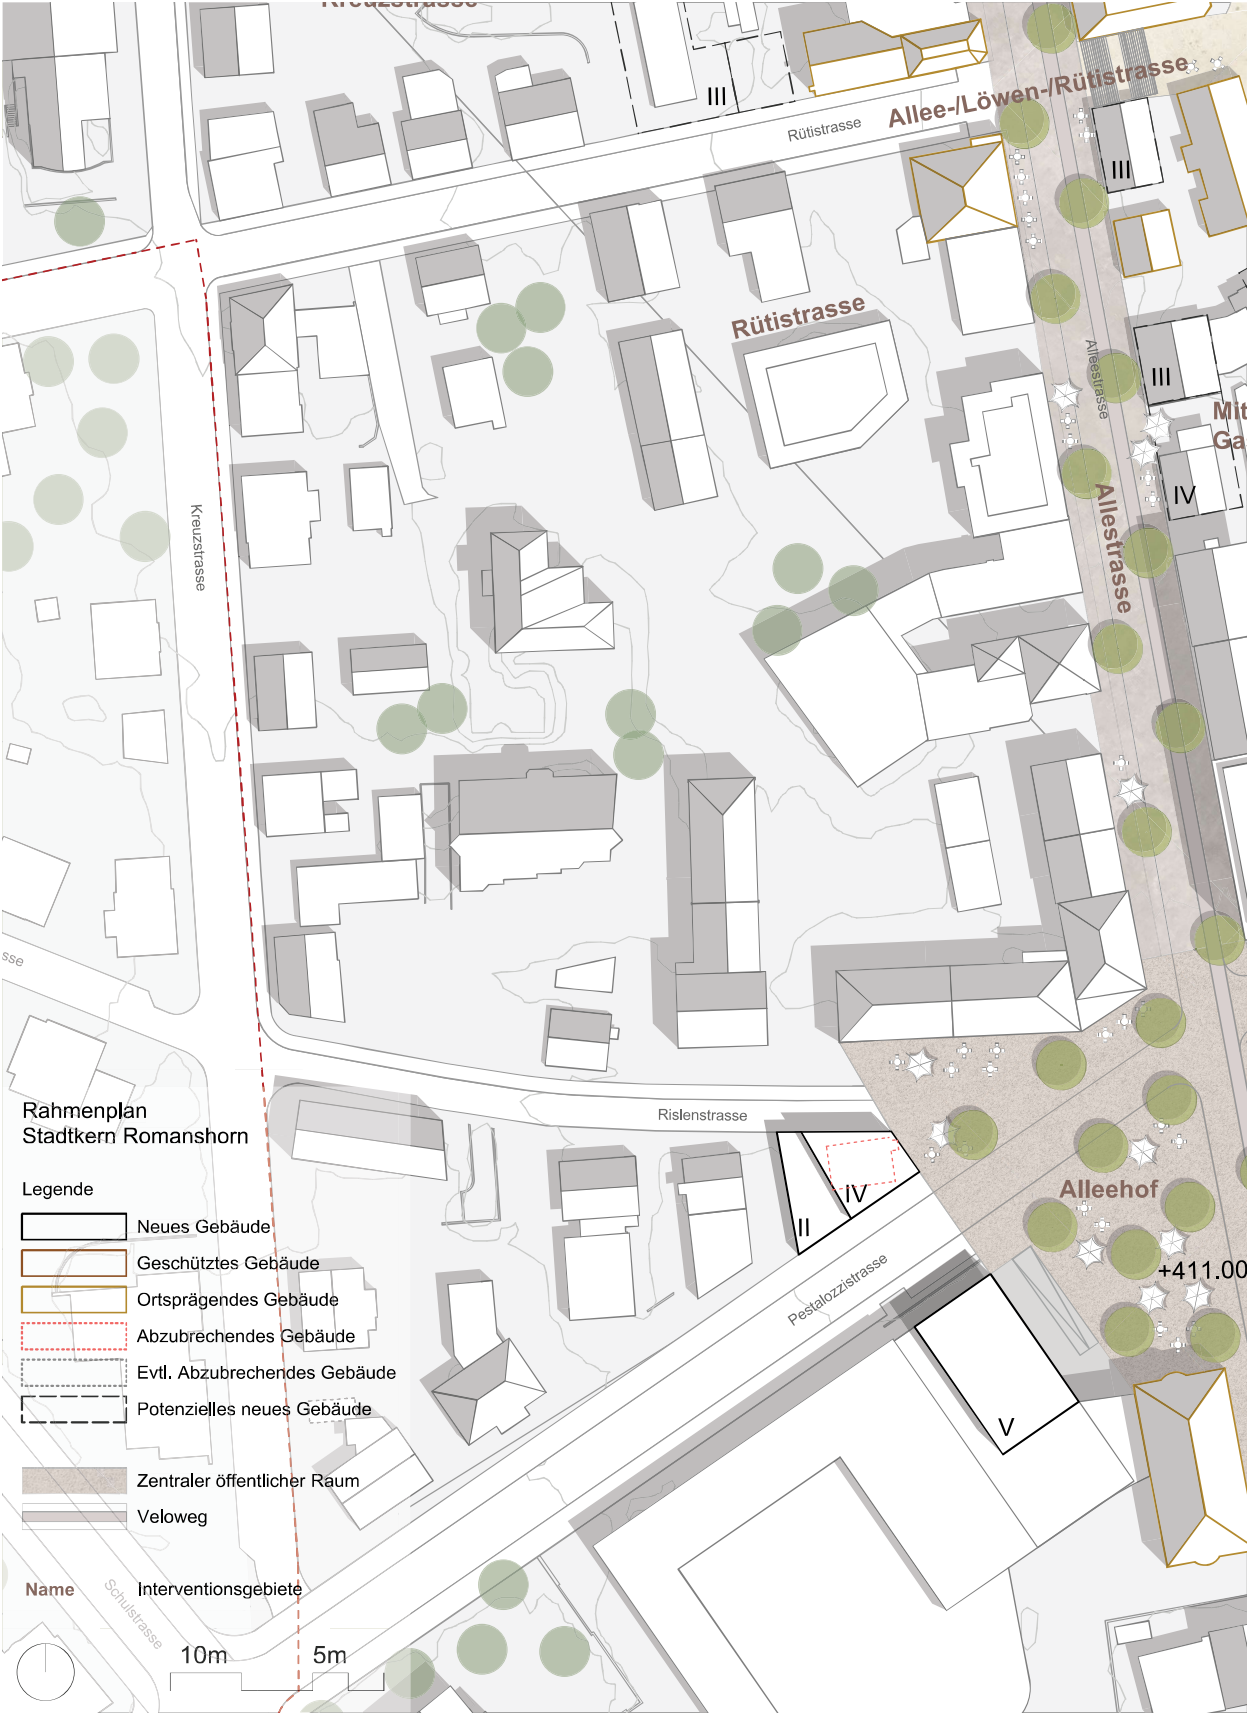 Kreuzstrasse
III
Allee-/Löwen-/Rütistrasse
Rütistrasse
III
Rütistrasse
Alleestrasse
III
Mit
Ga
IV
Allestrasse
Kreuzstrasse
sse
Rislenstrasse
II
IV
Alleehof
+411.00
Pestalozzistrasse
V
Rahmenplan
Stadtkern Romanshorn
Legende
Neues Gebäude
Geschütztes Gebäude
Ortsprägendes Gebäude
Abzubrechendes Gebäude
Evtl. Abzubrechendes Gebäude
Potenzielles neues Gebäude
Zentraler öffentlicher Raum
Veloweg
Name Interventionsgebiete
Schulstrasse
10m 5m